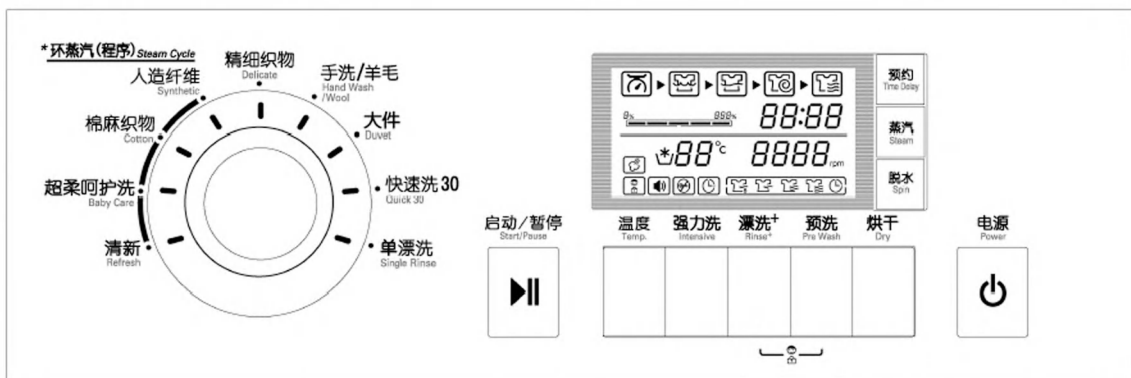 *环蒸汽(程序) Steam Cycle
精细织物
Delicate
手洗/羊毛
Hand Wash
/Wool
人造纤维
Synthetic
大件
Duvet
棉麻织物
Cotton
快速洗30
Quick 30
超柔呵护洗
Baby Care
单漂洗
Single Rinse
清新
Refresh
启动/暂停
Start/Pause
88:88
88°C
8888 rpm
预约
Time Delay
蒸汽
Steam
脱水
Spin
温度
Temp.
强力洗
Intensive
漂洗+
Rinse+
预洗
Pre Wash
烘干
Dry
电源
Power